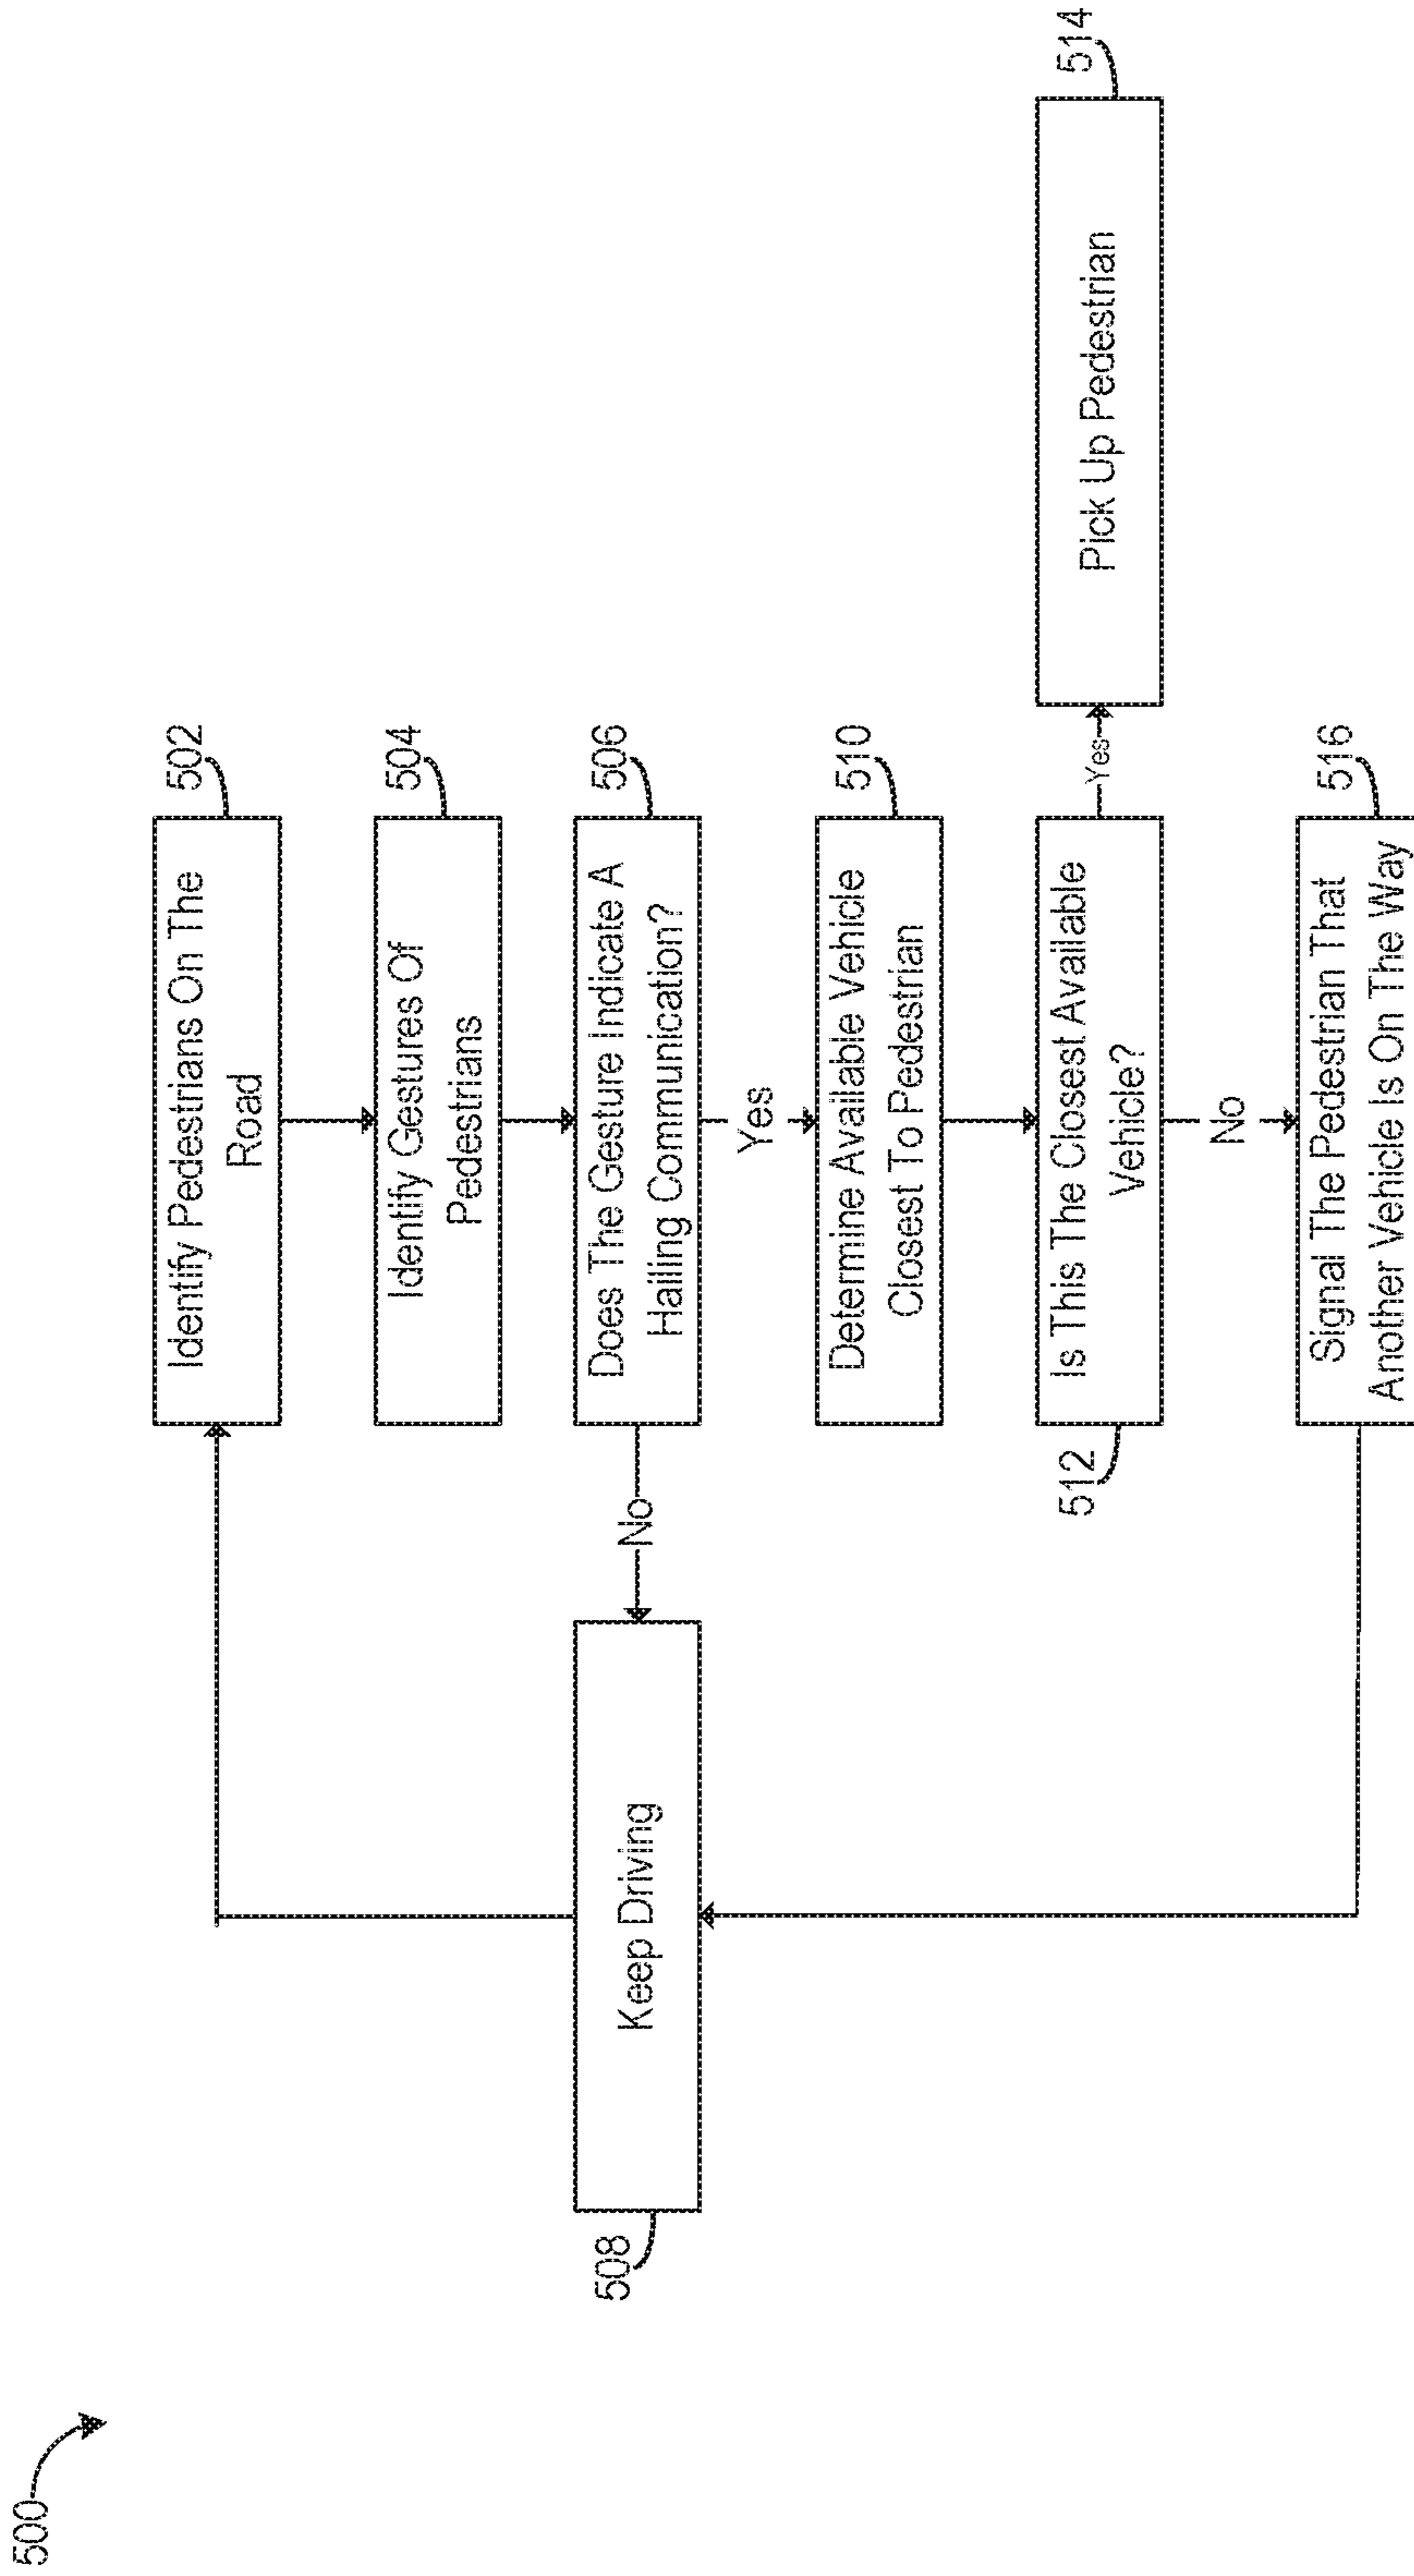 500
Identify Pedestrians On The
Road
502
Identify Gestures Of
Pedestrians
504
Does The Gesture Indicate A
Hailing Communication?
506
No
Keep Driving
508
Yes
Determine Available Vehicle
Closest To Pedestrian
510
Is This The Closest Available
Vehicle?
512
Yes
Pick Up Pedestrian
514
No
Signal The Pedestrian That
Another Vehicle Is On The Way
516